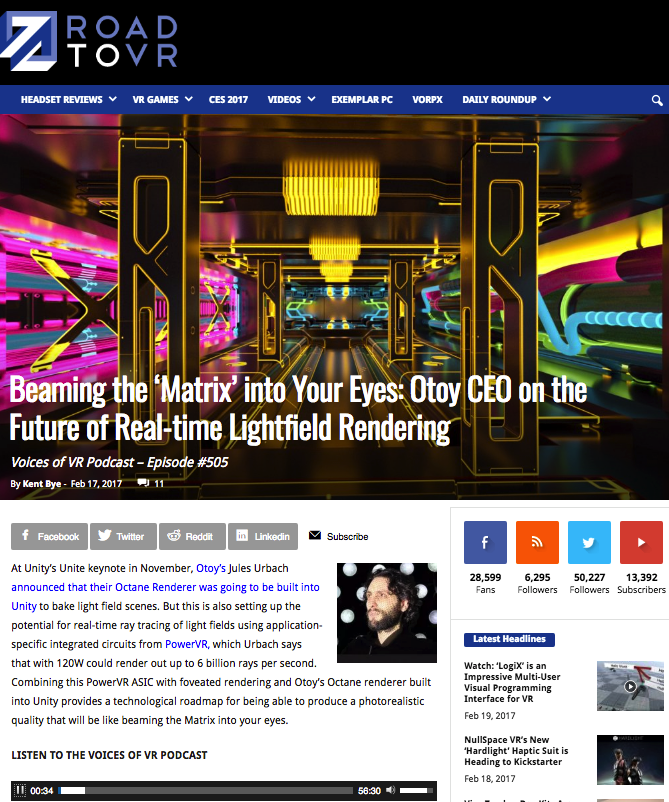 ROAD
TOVR
HEADSET REVIEWS
VR GAMES
CES 2017
VIDEOS
EXEMPLAR PC
VORPX
DAILY ROUNDUP
Beaming the ‘Matrix’ into Your Eyes: Otoy CEO on the
Future of Real-time Lightfield Rendering
Voices of VR Podcast – Episode #505
By Kent Bye - Feb 17, 2017 11
Facebook
Twitter
Reddit
Linkedin
Subscribe
At Unity’s Unite keynote in November, Otoy’s Jules Urbach
announced that their Octane Renderer was going to be built into
Unity to bake light field scenes. But this is also setting up the
potential for real-time ray tracing of light fields using application-
specific integrated circuits from PowerVR, which Urbach says
that with 120W could render out up to 6 billion rays per second.
Combining this PowerVR ASIC with foveated rendering and Otoy’s Octane renderer built
into Unity provides a technological roadmap for being able to produce a photorealistic
quality that will be like beaming the Matrix into your eyes.
LISTEN TO THE VOICES OF VR PODCAST
00:34
56:30
28,599
Fans
6,295
Followers
50,227
Followers
13,392
Subscribers
Latest Headlines
Watch: ‘LogiX’ is an
Impressive Multi-User
Visual Programming
Interface for VR
Feb 19, 2017
NullSpace VR’s New
‘Hardlight’ Haptic Suit is
Heading to Kickstarter
Feb 18, 2017